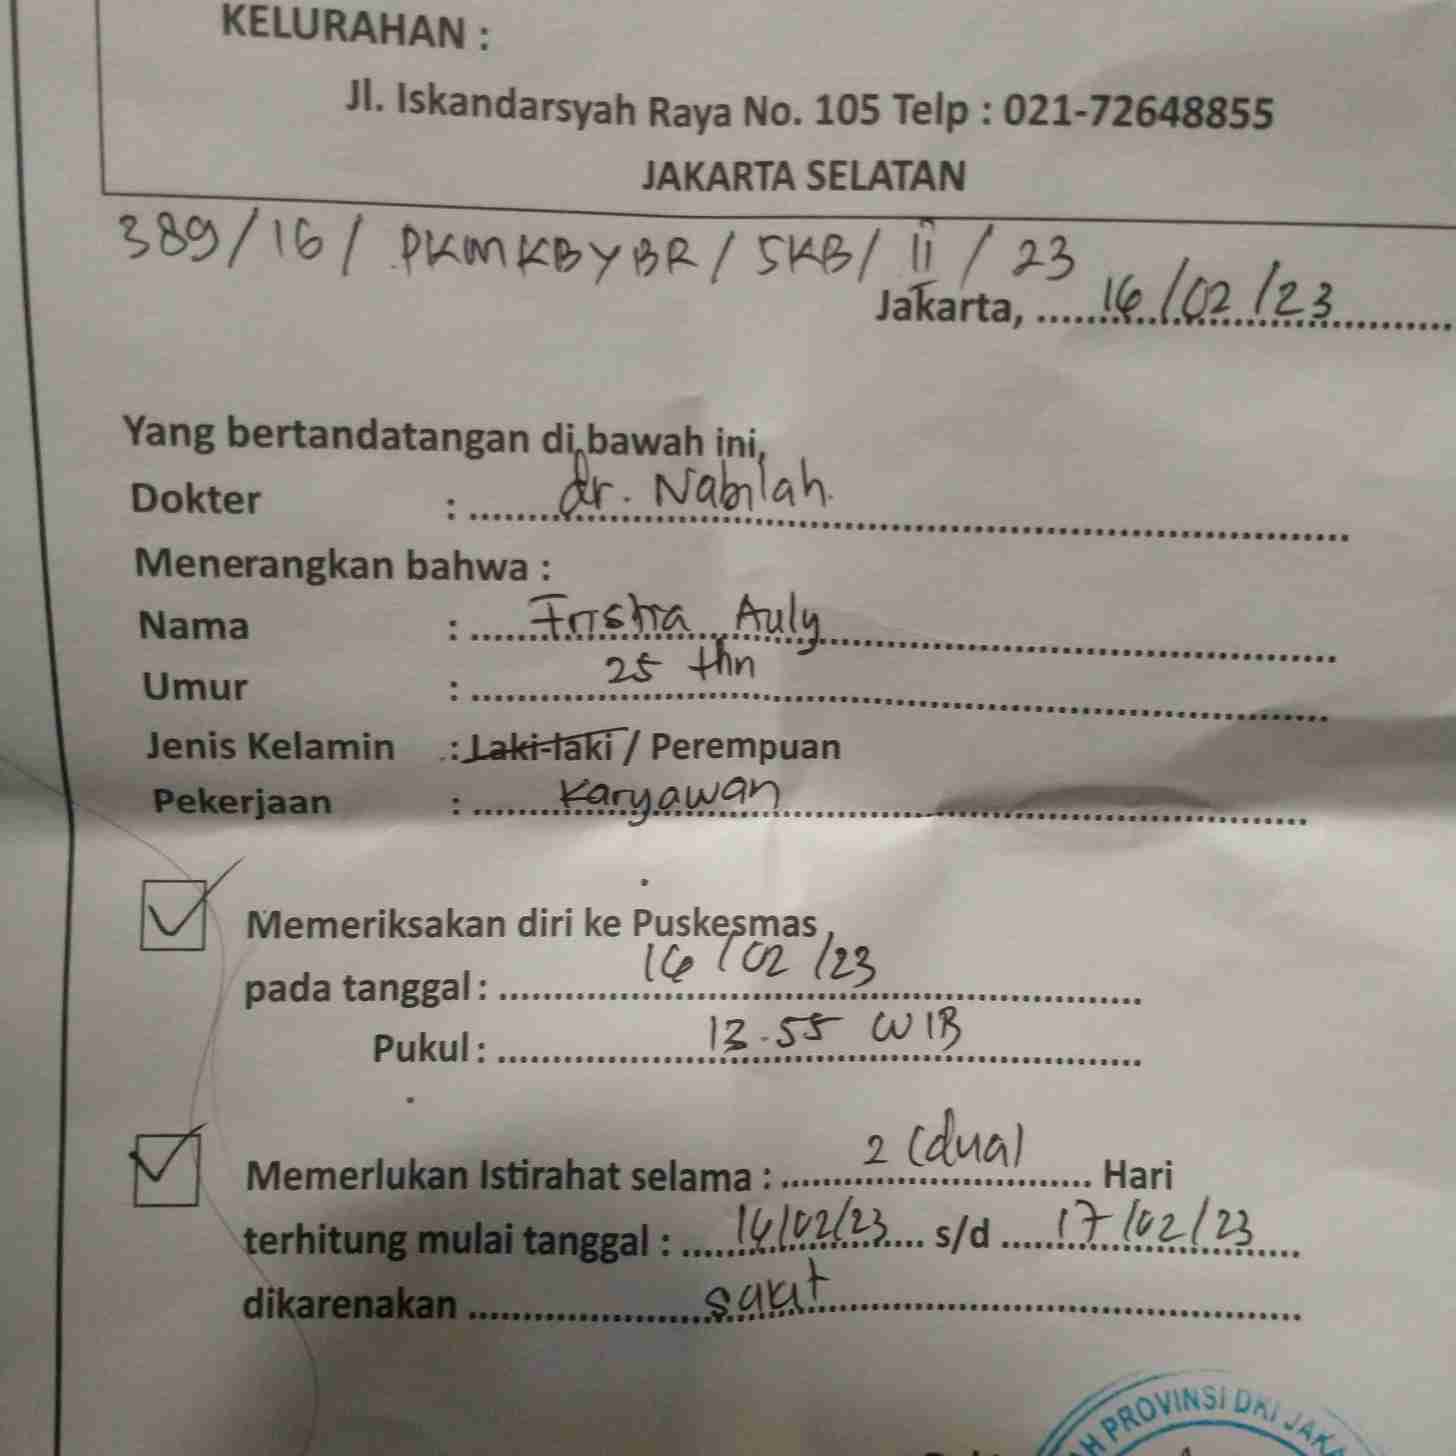 KELURAHAN :
Jl. Iskandarsyah Raya No. 105 Telp : 021-72648855
JAKARTA SELATAN
389/16/ PKMKBYBR / SKB/ II / 23
Jakarta, 16/02/23
Yang bertandatangan di bawah ini,
Dokter : dr. Nabilah
Menerangkan bahwa :
Nama : Auly
Umur : 25 thn
Jenis Kelamin : Laki-laki / Perempuan
Pekerjaan : Karyawan
Memeriksakan diri ke Puskesmas
pada tanggal : 16/02/23
Pukul : 13.55 WIB
Memerlukan Istirahat selama : 2 (dua) Hari
terhitung mulai tanggal : 16/02/23 s/d 17/02/23
dikarenakan sakit
PROVINSI DKI